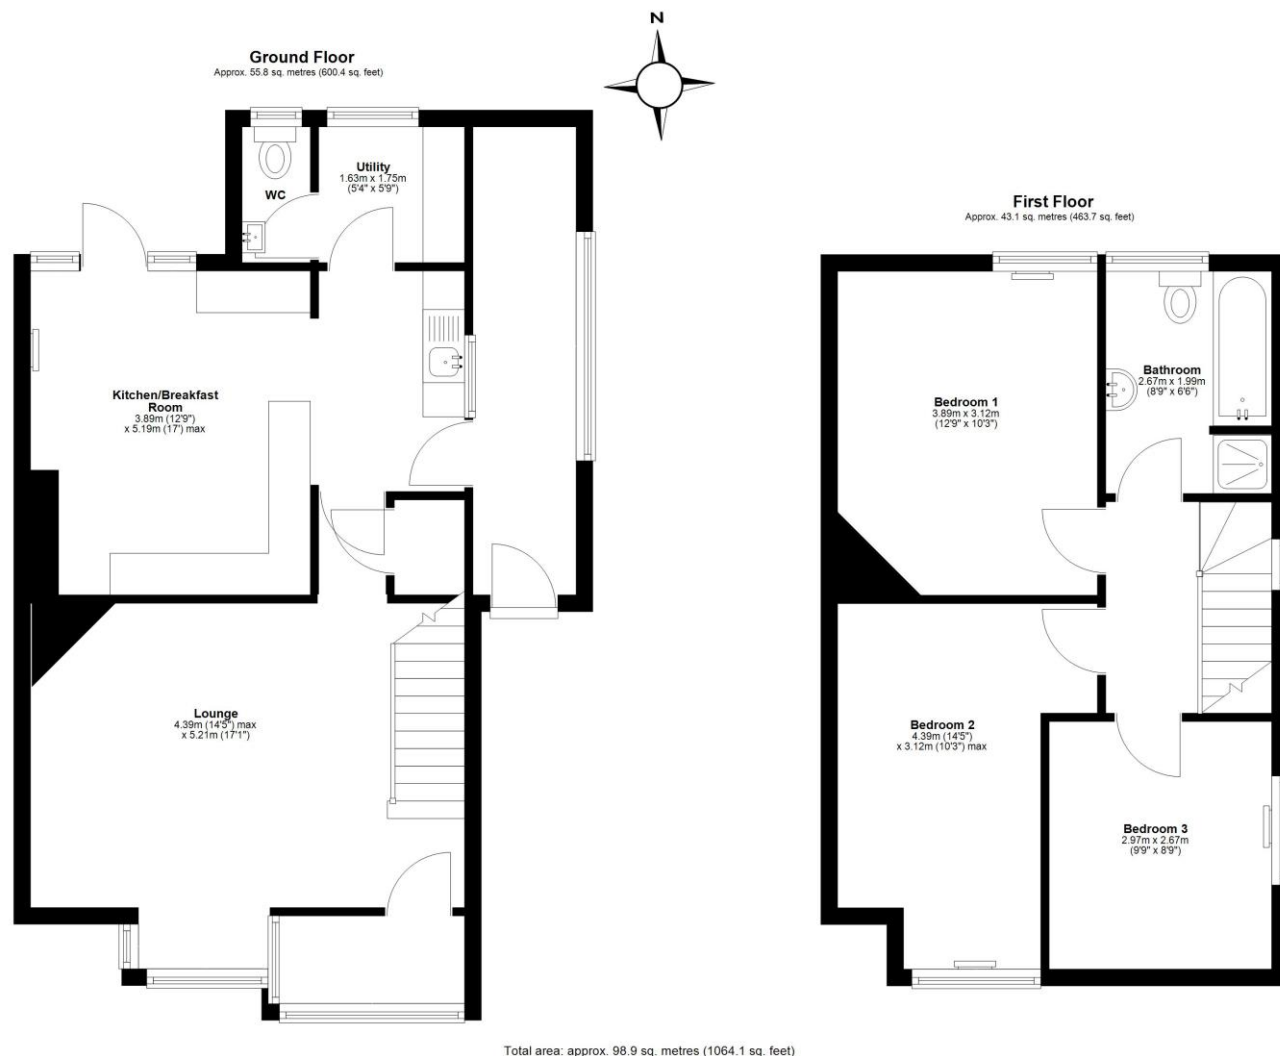 N
Ground Floor
Approx. 55.8 sq. metres (600.4 sq. feet)
Utility
1.63m x 1.75m
(5'4" x 5'9")
WC
Kitchen/Breakfast
Room
3.89m (12'9")
x 5.19m (17') max
Lounge
4.39m (14'5") max
x 5.21m (17'1")
First Floor
Approx. 43.1 sq. metres (463.7 sq. feet)
Bedroom 1
3.89m x 3.12m
(12'9" x 10'3")
Bathroom
2.67m x 1.99m
(8'9" x 6'6")
Bedroom 2
4.39m (14'5")
x 3.12m (10'3") max
Bedroom 3
2.97m x 2.67m
(9'9" x 8'9")
Total area: approx. 98.9 sq. metres (1064.1 sq. feet)